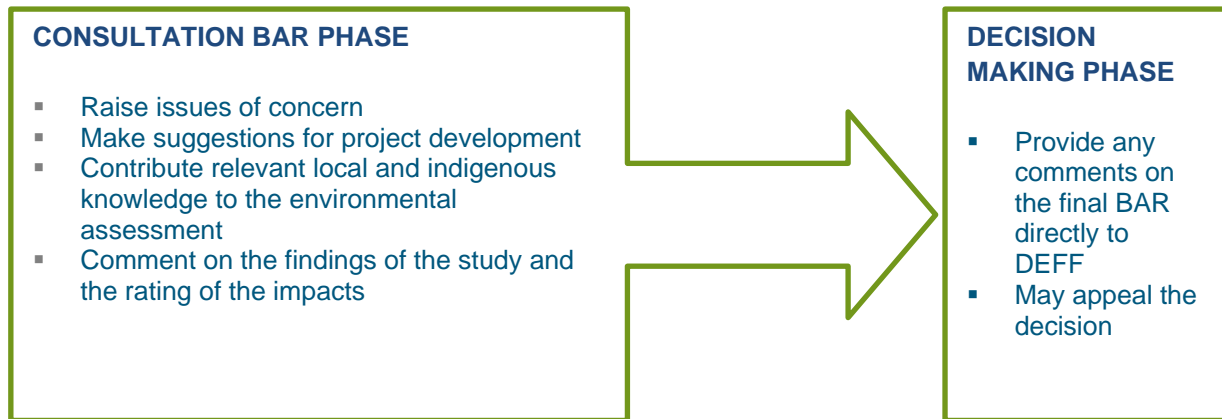 CONSULTATION BAR PHASE
▪ Raise issues of concern
▪ Make suggestions for project development
▪ Contribute relevant local and indigenous
knowledge to the environmental
assessment
▪ Comment on the findings of the study and
the rating of the impacts
DECISION
MAKING PHASE
▪ Provide any
comments on
the final BAR
directly to
DEFF
▪ May appeal the
decision